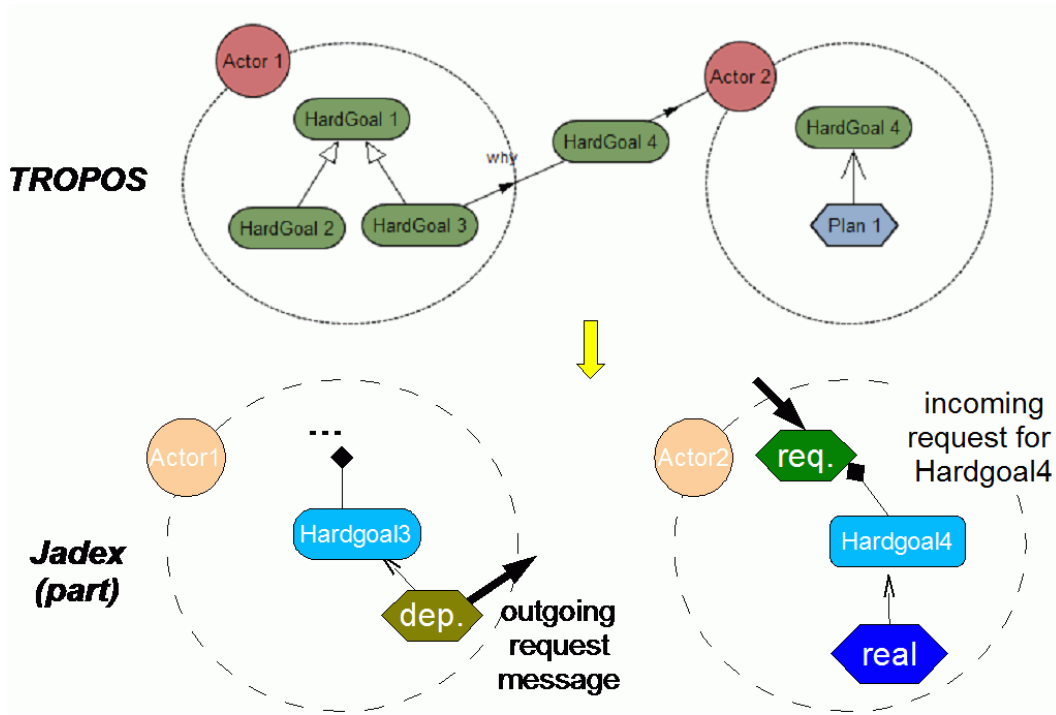 Actor 1
HardGoal 1
HardGoal 2
HardGoal 3
why
HardGoal 4
Actor 2
HardGoal 4
Plan 1
TROPOS
Actor1
Hardgoal3
dep.
outgoing
request
message
Jadex
(part)
Actor2
req.
incoming
request for
Hardgoal4
Hardgoal4
real